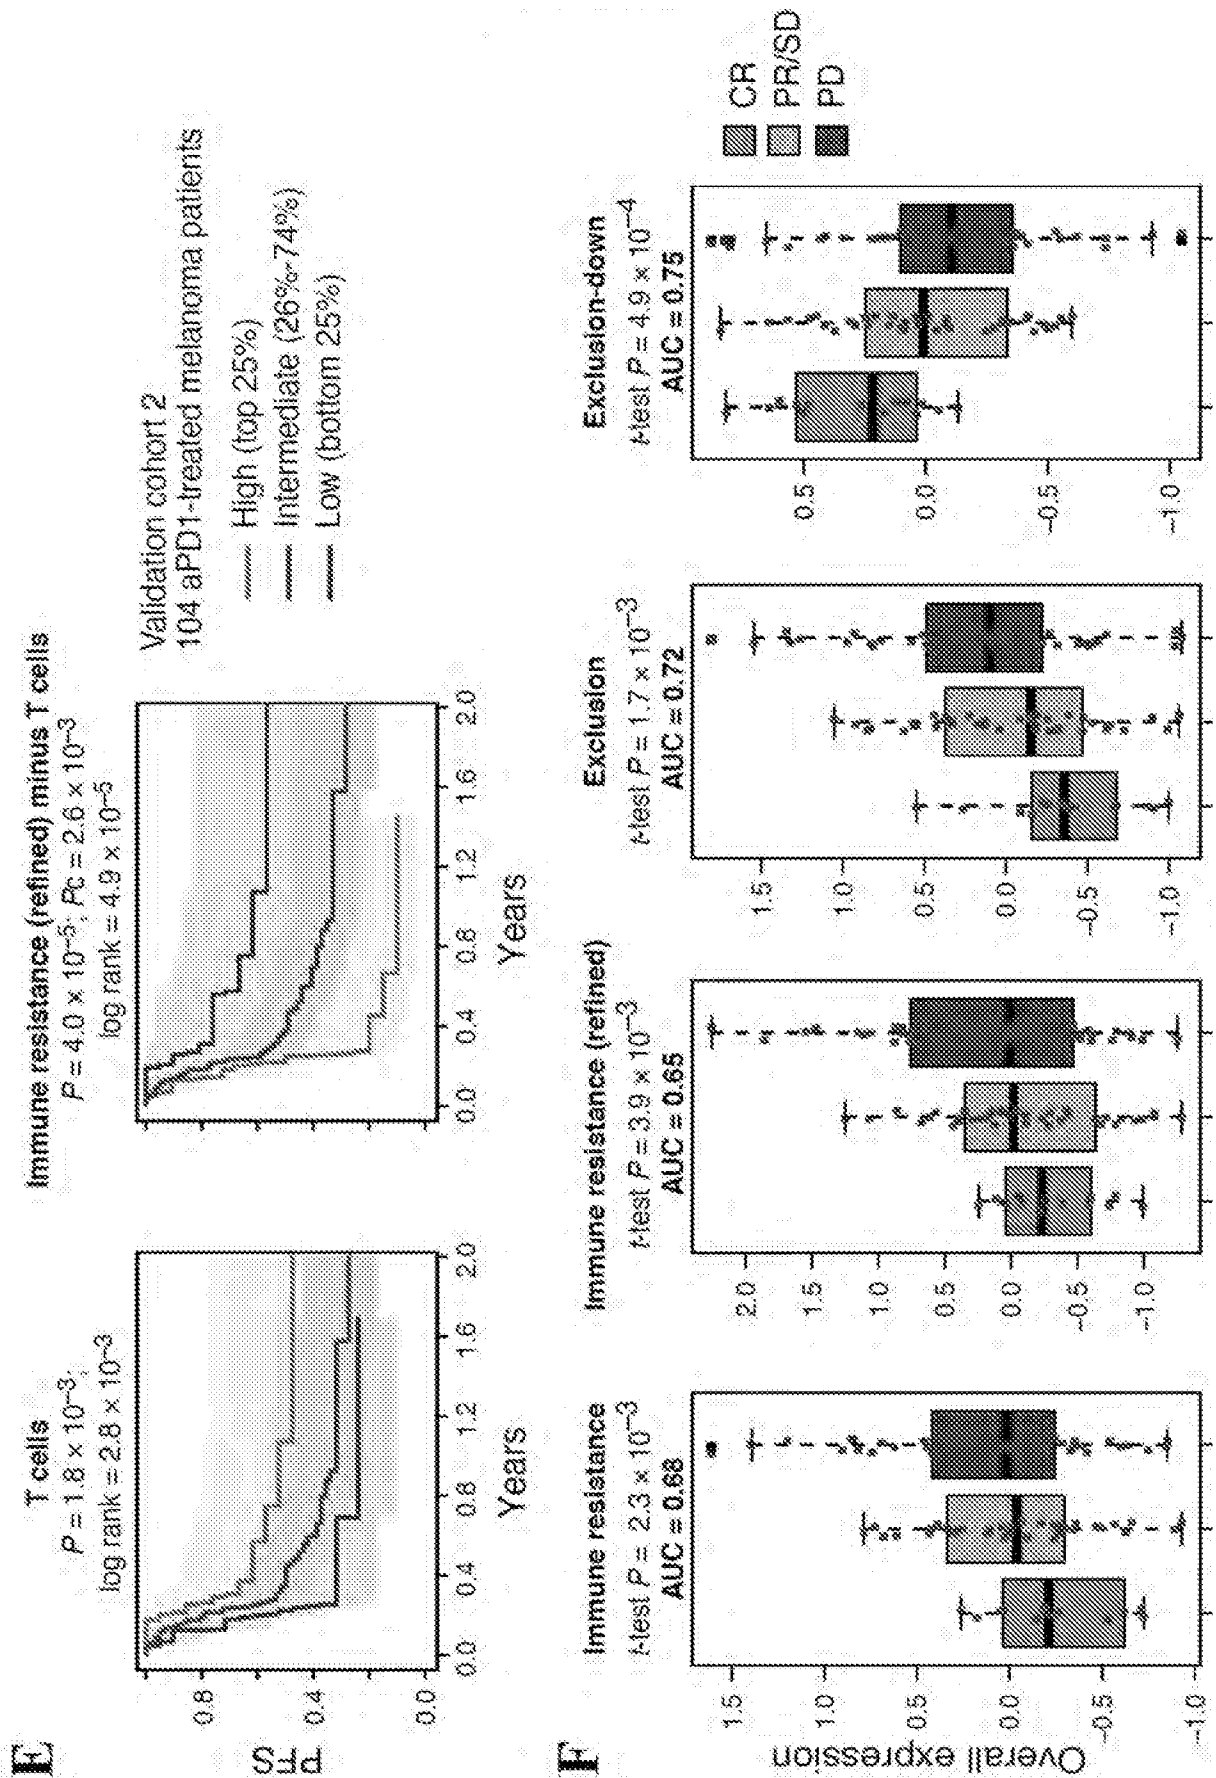 E
T cells
P = 1.8 × 10⁻³;
log rank = 2.8 × 10⁻³
Immune resistance (refined) minus T cells
P = 4.0 × 10⁻⁵; Pc = 2.6 × 10⁻³
log rank = 4.9 × 10⁻⁵
PFS
0.8
0.4
0.0
0.0 0.4 0.8 1.2 1.6 2.0
Years
0.0 0.4 0.8 1.2 1.6 2.0
Years
Validation cohort 2
104 aPD1-treated melanoma patients
High (top 25%)
Intermediate (26%-74%)
Low (bottom 25%)
F
Immune resistance
t-test P = 2.3 × 10⁻³
AUC = 0.68
Overall expression
1.5
1.0
0.5
0.0
−0.5
−1.0
Immune resistance (refined)
t-test P = 3.9 × 10⁻³
AUC = 0.65
2.0
1.5
1.0
0.5
0.0
−0.5
−1.0
Exclusion
t-test P = 1.7 × 10⁻³
AUC = 0.72
1.5
1.0
0.5
0.0
−0.5
−1.0
Exclusion-down
t-test P = 4.9 × 10⁻⁴
AUC = 0.75
0.5
0.0
−0.5
−1.0
CR
PR/SD
PD